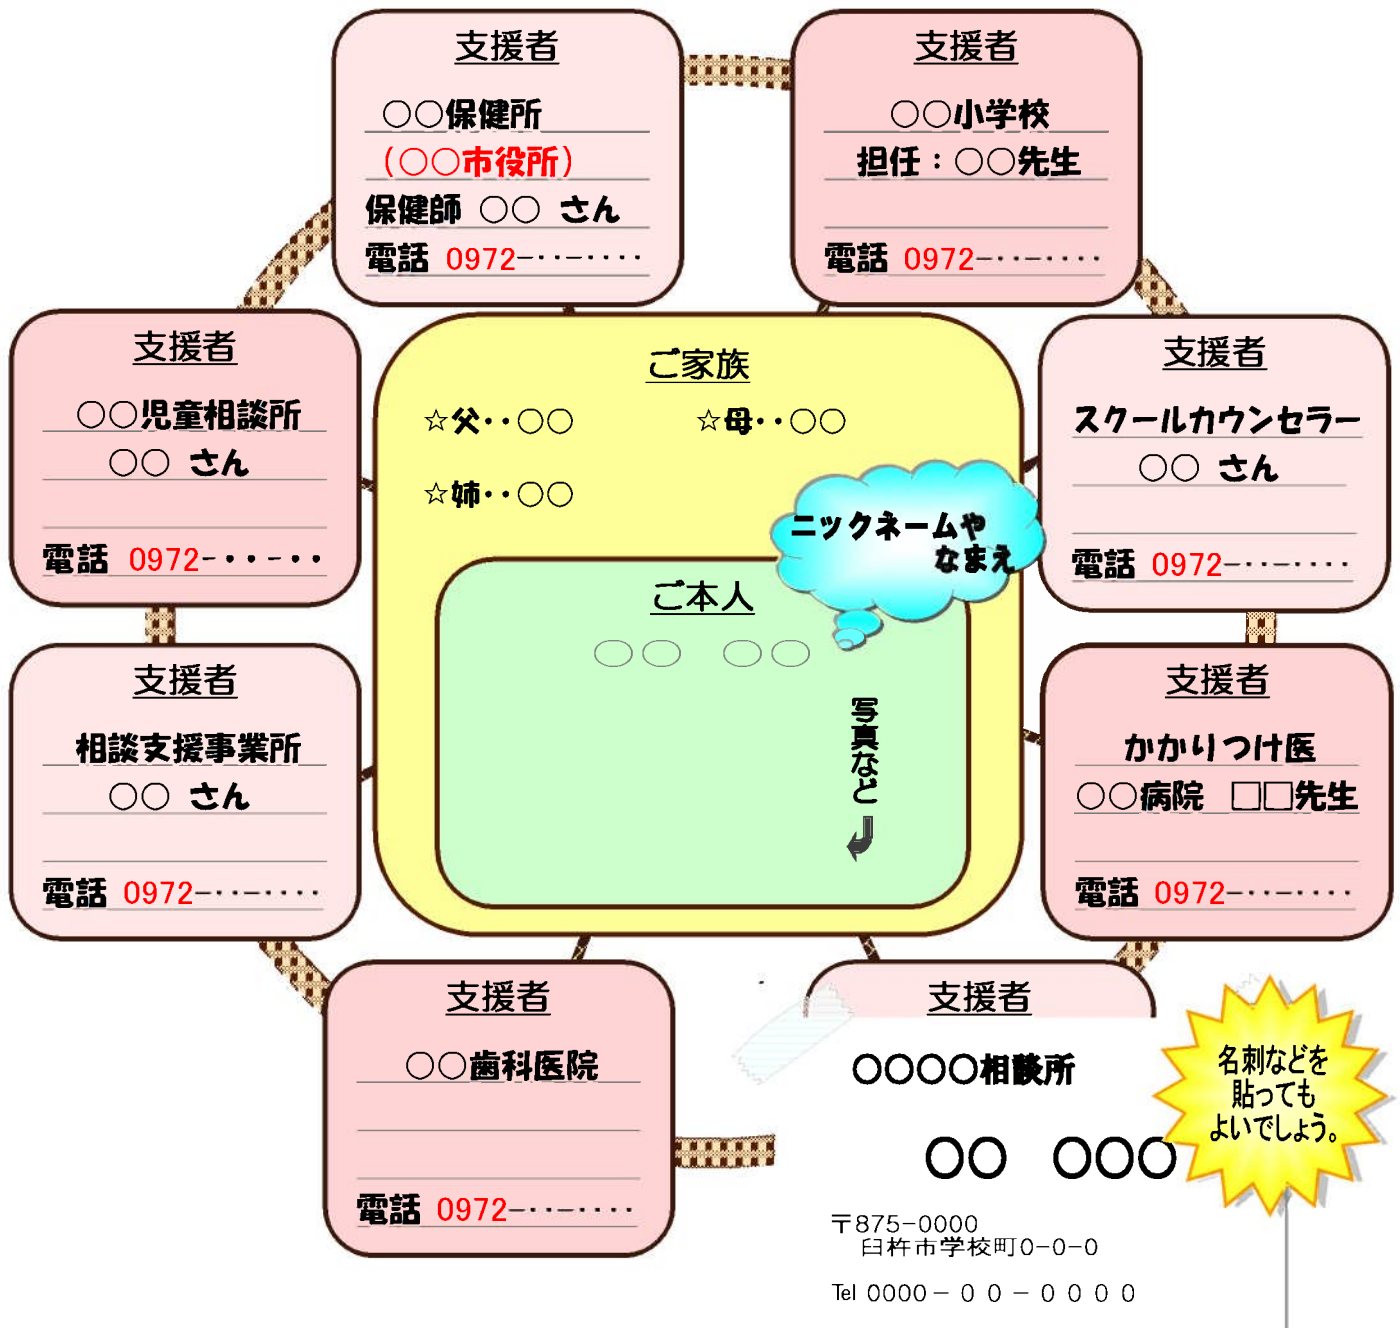 支援者
○○保健所
(○○市役所)
保健師 ○○ さん
電話 0972-‥-‥‥
支援者
○○小学校
担任：○○先生
電話 0972-‥-‥‥
支援者
○○児童相談所
○○ さん
電話 0972-‥-‥
ご家族
☆父‥○○
☆母‥○○
☆姉‥○○
ニックネームや
なまえ
ご本人
○○ ○○
写真など
支援者
スクールカウンセラー
○○ さん
電話 0972-‥-‥‥
支援者
相談支援事業所
○○ さん
電話 0972-‥-‥‥
支援者
かかりつけ医
○○病院 □□先生
電話 0972-‥-‥‥
支援者
○○歯科医院
電話 0972-‥-‥‥
支援者
○○○○相談所
○○ ○○○
〒875-0000
臼杵市学校町0-0-0
Tel 0000-00-0000
名刺などを
貼っても
よいでしょう。